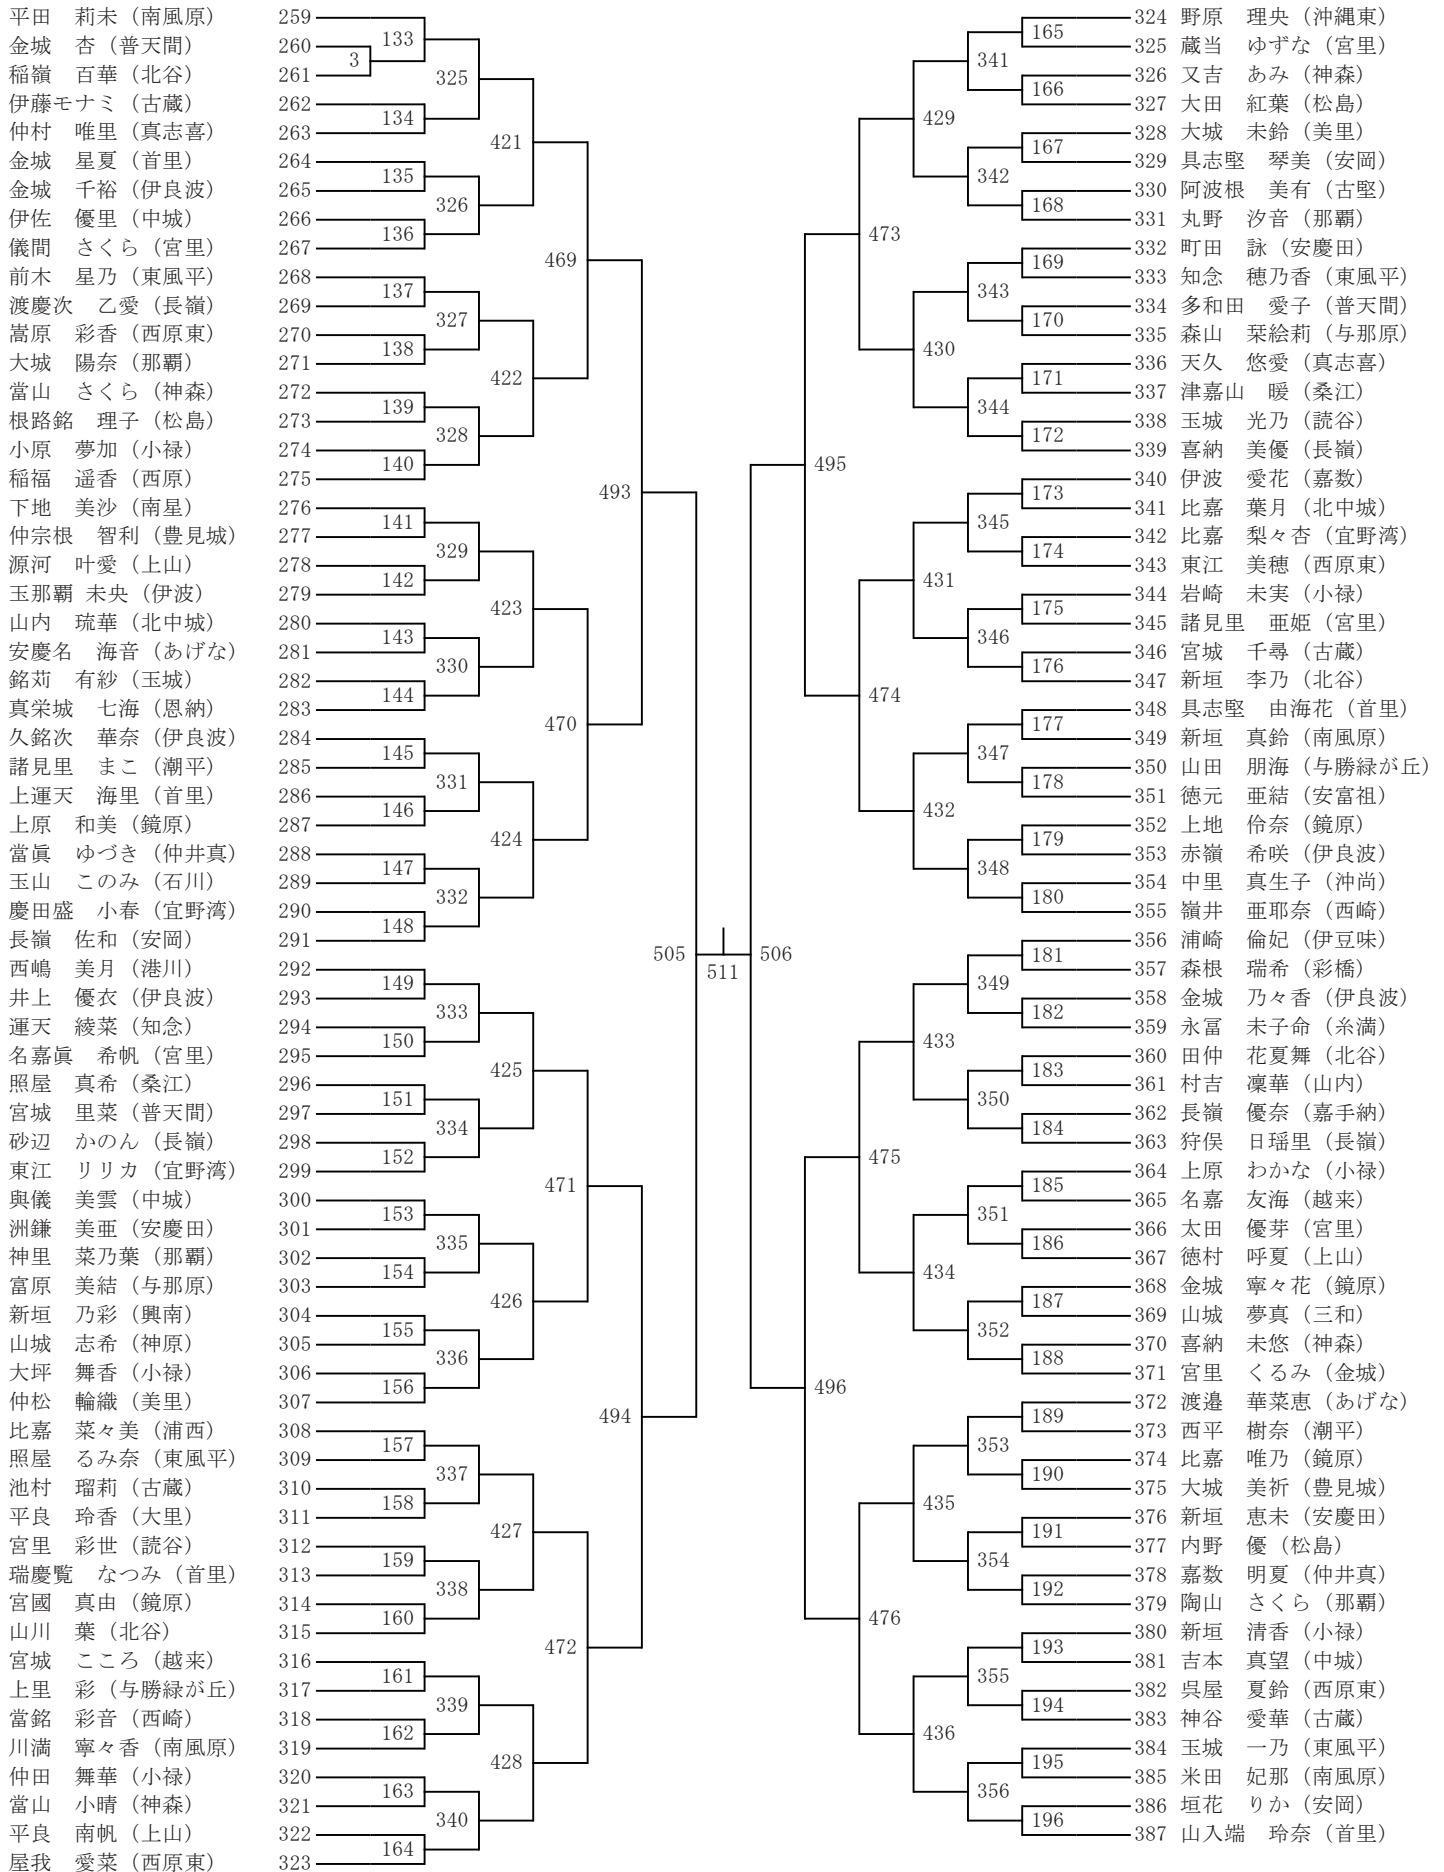 平田　莉未（南風原）　259
金城　杏（普天間）　260
稲嶺　百華（北谷）　261
伊藤モナミ（古蔵）　262
仲村　唯里（真志喜）　263
金城　星夏（首里）　264
金城　千裕（伊良波）　265
伊佐　優里（中城）　266
儀間　さくら（宮里）　267
前木　星乃（東風平）　268
渡慶次　乙愛（長嶺）　269
嵩原　彩香（西原東）　270
大城　陽奈（那覇）　271
當山　さくら（神森）　272
根路銘　理子（松島）　273
小原　夢加（小禄）　274
稲福　遥香（西原）　275
下地　美沙（南星）　276
仲宗根　智利（豊見城）　277
源河　叶愛（上山）　278
玉那覇 未央（伊波）　279
山内　琉華（北中城）　280
安慶名　海音（あげな）　281
銘苅　有紗（玉城）　282
真栄城　七海（恩納）　283
久銘次　華奈（伊良波）　284
諸見里　まこ（潮平）　285
上運天　海里（首里）　286
上原　和美（鏡原）　287
當眞　ゆづき（仲井真）　288
玉山　このみ（石川）　289
慶田盛　小春（宜野湾）　290
長嶺　佐和（安岡）　291
西嶋　美月（港川）　292
井上　優衣（伊良波）　293
運天　綾菜（知念）　294
名嘉眞　希帆（宮里）　295
照屋　真希（桑江）　296
宮城　里菜（普天間）　297
砂辺　かのん（長嶺）　298
東江　リリカ（宜野湾）　299
與儀　美雲（中城）　300
洲鎌　美亜（安慶田）　301
神里　菜乃葉（那覇）　302
富原　美結（与那原）　303
新垣　乃彩（興南）　304
山城　志希（神原）　305
大坪　舞香（小禄）　306
仲松　輪織（美里）　307
比嘉　菜々美（浦西）　308
照屋　るみ奈（東風平）　309
池村　瑠莉（古蔵）　310
平良　玲香（大里）　311
宮里　彩世（読谷）　312
瑞慶覧　なつみ（首里）　313
宮國　真由（鏡原）　314
山川　葉（北谷）　315
宮城　こころ（越来）　316
上里　彩（与勝緑が丘）　317
當銘　彩音（西崎）　318
川満　寧々香（南風原）　319
仲田　舞華（小禄）　320
當山　小晴（神森）　321
平良　南帆（上山）　322
屋我　愛菜（西原東）　323
3
133
134
135
136
137
138
139
140
141
142
143
144
145
146
147
148
149
150
151
152
153
154
155
156
157
158
159
160
161
162
163
164
325
326
327
328
329
330
331
332
333
334
335
336
337
338
339
340
421
422
423
424
425
426
427
428
469
470
471
472
493
494
505
511
506
495
496
473
474
475
476
429
430
431
432
433
434
435
436
341
342
343
344
345
346
347
348
349
350
351
352
353
354
355
356
165
166
167
168
169
170
171
172
173
174
175
176
177
178
179
180
181
182
183
184
185
186
187
188
189
190
191
192
193
194
195
196
324 野原　理央（沖縄東）
325 蔵当　ゆずな（宮里）
326 又吉　あみ（神森）
327 大田　紅葉（松島）
328 大城　未鈴（美里）
329 具志堅　琴美（安岡）
330 阿波根　美有（古堅）
331 丸野　汐音（那覇）
332 町田　詠（安慶田）
333 知念　穂乃香（東風平）
334 多和田　愛子（普天間）
335 森山　栞絵莉（与那原）
336 天久　悠愛（真志喜）
337 津嘉山　暖（桑江）
338 玉城　光乃（読谷）
339 喜納　美優（長嶺）
340 伊波　愛花（嘉数）
341 比嘉　葉月（北中城）
342 比嘉　梨々杏（宜野湾）
343 東江　美穂（西原東）
344 岩崎　未実（小禄）
345 諸見里　亜姫（宮里）
346 宮城　千尋（古蔵）
347 新垣　李乃（北谷）
348 具志堅　由海花（首里）
349 新垣　真鈴（南風原）
350 山田　朋海（与勝緑が丘）
351 徳元　亜結（安富祖）
352 上地　伶奈（鏡原）
353 赤嶺　希咲（伊良波）
354 中里　真生子（沖尚）
355 嶺井　亜耶奈（西崎）
356 浦崎　倫妃（伊豆味）
357 森根　瑞希（彩橋）
358 金城　乃々香（伊良波）
359 永冨　未子命（糸満）
360 田仲　花夏舞（北谷）
361 村吉　凜華（山内）
362 長嶺　優奈（嘉手納）
363 狩俣　日瑶里（長嶺）
364 上原　わかな（小禄）
365 名嘉　友海（越来）
366 太田　優芽（宮里）
367 徳村　呼夏（上山）
368 金城　寧々花（鏡原）
369 山城　夢真（三和）
370 喜納　未悠（神森）
371 宮里　くるみ（金城）
372 渡邉　華菜恵（あげな）
373 西平　樹奈（潮平）
374 比嘉　唯乃（鏡原）
375 大城　美祈（豊見城）
376 新垣　恵未（安慶田）
377 内野　優（松島）
378 嘉数　明夏（仲井真）
379 陶山　さくら（那覇）
380 新垣　清香（小禄）
381 吉本　真望（中城）
382 呉屋　夏鈴（西原東）
383 神谷　愛華（古蔵）
384 玉城　一乃（東風平）
385 米田　妃那（南風原）
386 垣花　りか（安岡）
387 山入端　玲奈（首里）